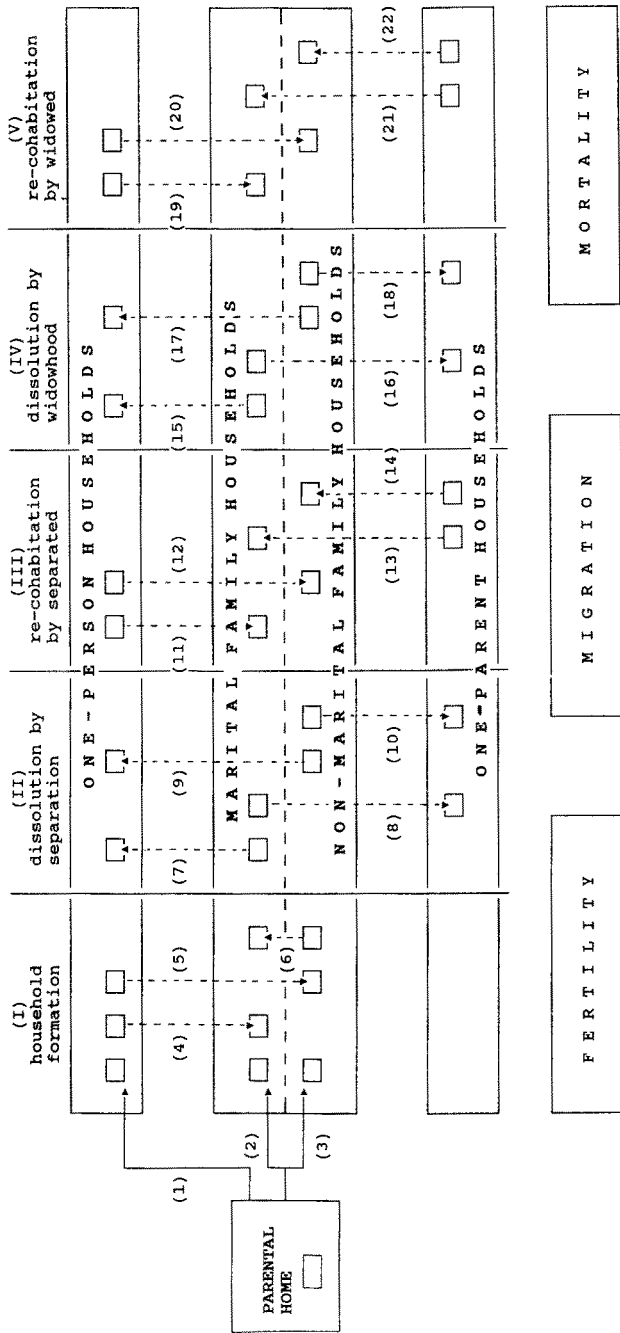 (I)
household
formation
(II)
dissolution by
separation
(III)
re-cohabitation
by separated
(IV)
dissolution by
widowhood
(V)
re-cohabitation
by widowed
ONE-PERSON HOUSEHOLDS
(1)
(4)
(5)
(7)
(9)
(11)
(12)
(15)
(17)
(19)
(20)
MARITAL FAMILY HOUSEHOLDS
(2)
(6)
(3)
NON-MARITAL FAMILY HOUSEHOLDS
PARENTAL
HOME
(8)
(10)
(13)
(14)
(16)
(18)
(21)
(22)
ONE-PARENT HOUSEHOLDS
FERTILITY
MIGRATION
MORTALITY